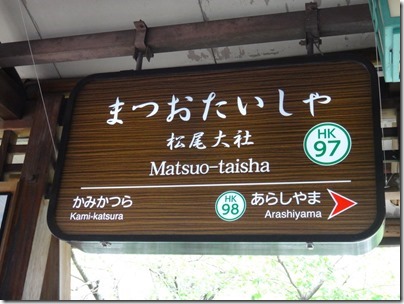 まつおたいしゃ
松尾大社
HK
97
Matsuo-taisha
かみかつら
Kami-katsura
HK
98
あらしやま
Arashiyama